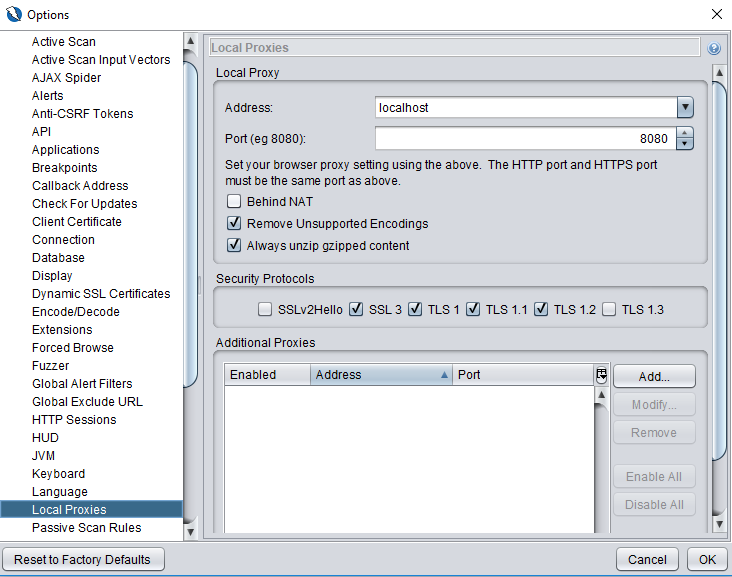 Options
Active Scan
Active Scan Input Vectors
AJAX Spider
Alerts
Anti-CSRF Tokens
API
Applications
Breakpoints
Callback Address
Check For Updates
Client Certificate
Connection
Database
Display
Dynamic SSL Certificates
Encode/Decode
Extensions
Forced Browse
Fuzzer
Global Alert Filters
Global Exclude URL
HTTP Sessions
HUD
JVM
Keyboard
Language
Local Proxies
Passive Scan Rules
Local Proxies
Local Proxy
Address: localhost
Port (eg 8080): 8080
Set your browser proxy setting using the above. The HTTP port and HTTPS port
must be the same port as above.
Behind NAT
Remove Unsupported Encodings
Always unzip gzipped content
Security Protocols
SSLv2Hello SSL 3 TLS 1 TLS 1.1 TLS 1.2 TLS 1.3
Additional Proxies
Enabled Address Port
Add...
Modify...
Remove
Enable All
Disable All
Reset to Factory Defaults Cancel OK